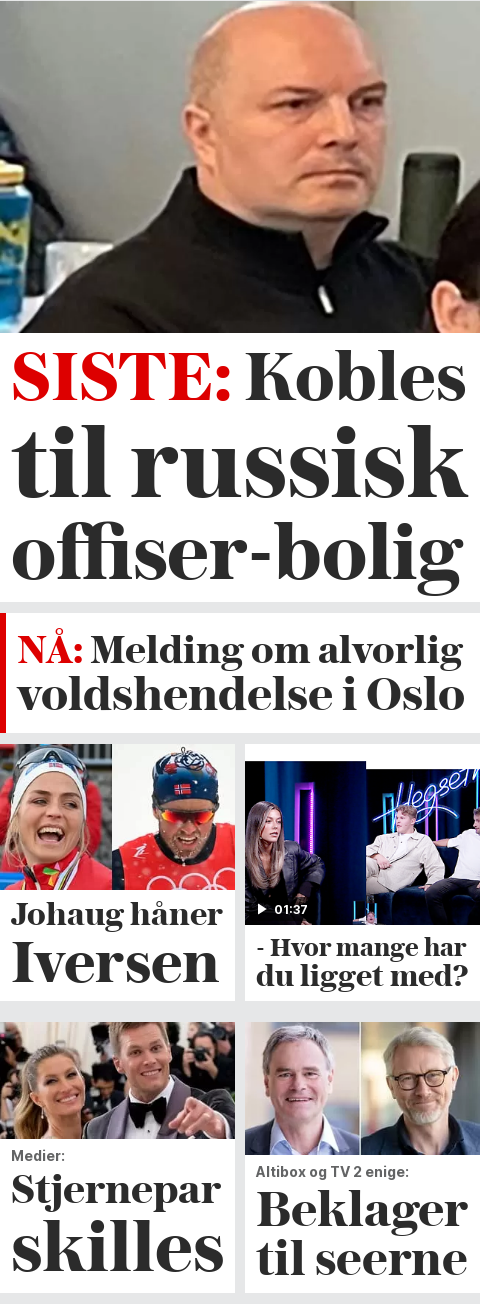 SISTE: Kobles
til russisk
offiser-bolig
NÅ: Melding om alvorlig
voldshendelse i Oslo
Johaug håner
Iversen
Hegseth
01:37
- Hvor mange har
du ligget med?
Medier:
Stjernepar
skilles
Altibox og TV 2 enige:
Beklager
til seerne